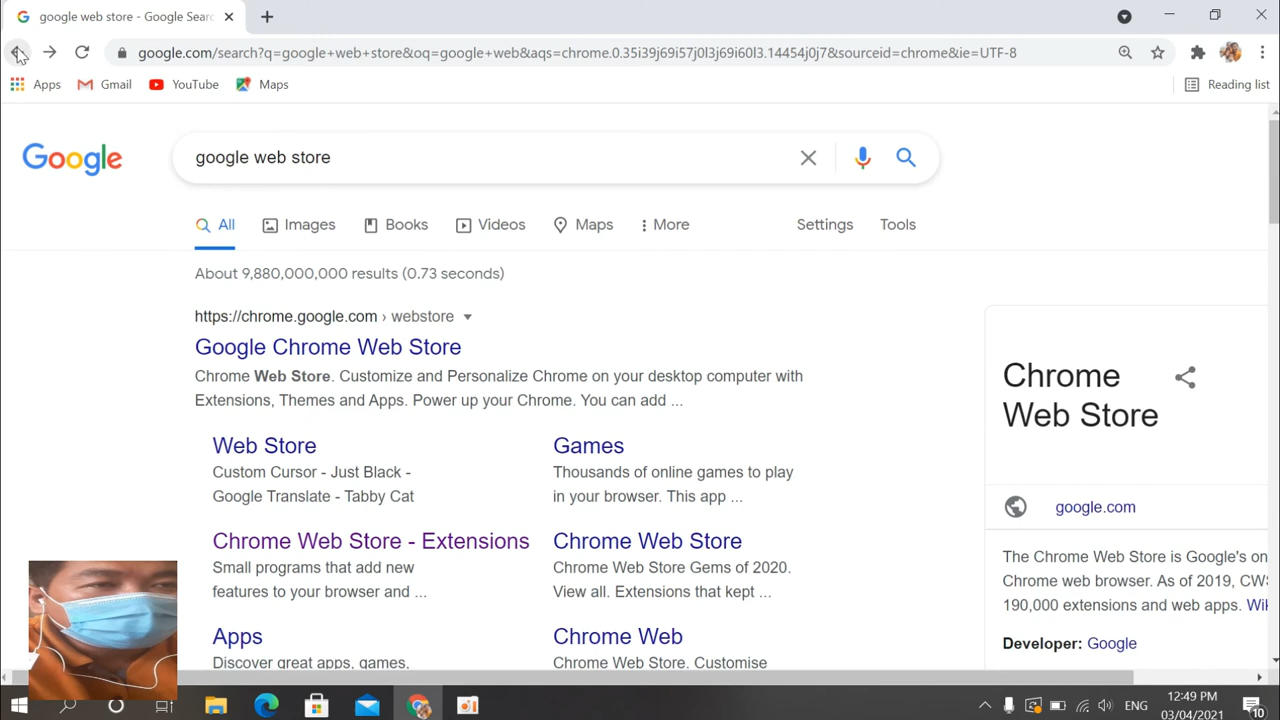 google web store - Google Searc
google.com/search?q=google+web+store&oq=google+web&aqs=chrome.0.35i39j69i57j0l3j69i60l3.14454j0j7&sourceid=chrome&ie=UTF-8
Apps Gmail YouTube Maps Reading list
Google google web store
All Images Books Videos Maps More Settings Tools
About 9,880,000,000 results (0.73 seconds)
https://chrome.google.com › webstore
Google Chrome Web Store
Chrome Web Store. Customize and Personalize Chrome on your desktop computer with
Extensions, Themes and Apps. Power up your Chrome. You can add ...
Web Store
Custom Cursor - Just Black -
Google Translate - Tabby Cat
Games
Thousands of online games to play
in your browser. This app ...
Chrome Web Store - Extensions
Small programs that add new
features to your browser and ...
Chrome Web Store
Chrome Web Store Gems of 2020.
View all. Extensions that kept ...
Apps
Discover great apps, games,
Chrome Web
Chrome Web Store. Customise
Chrome
Web Store
google.com
The Chrome Web Store is Google's on
Chrome web browser. As of 2019, CWS
190,000 extensions and web apps. Wik
Developer: Google
ENG
12:49 PM
03/04/2021
10